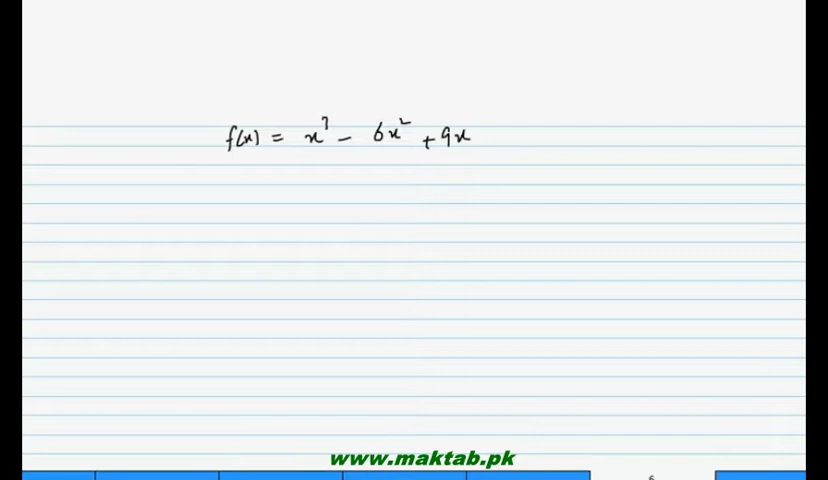 f(x) = x³ - 6x² + 9x
www.maktab.pk